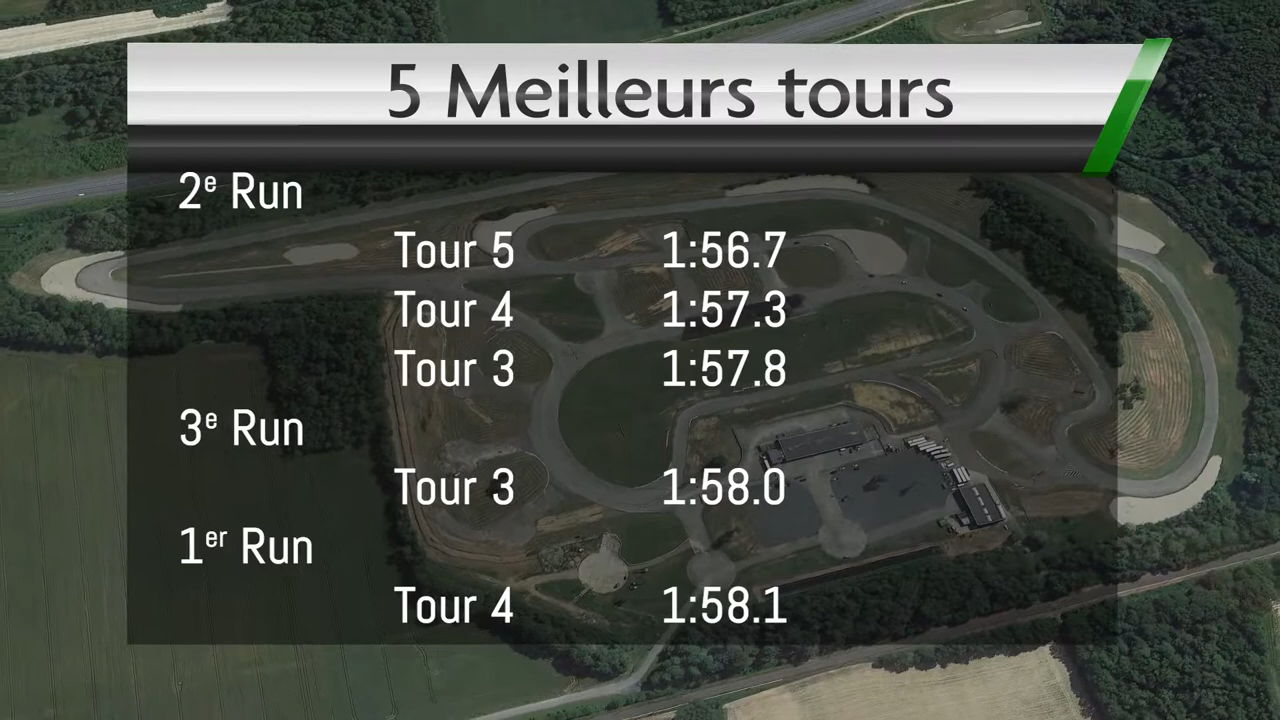 5 Meilleurs tours
2ᵉ Run
Tour 5 1:56.7
Tour 4 1:57.3
Tour 3 1:57.8
3ᵉ Run
Tour 3 1:58.0
1ᵉʳ Run
Tour 4 1:58.1